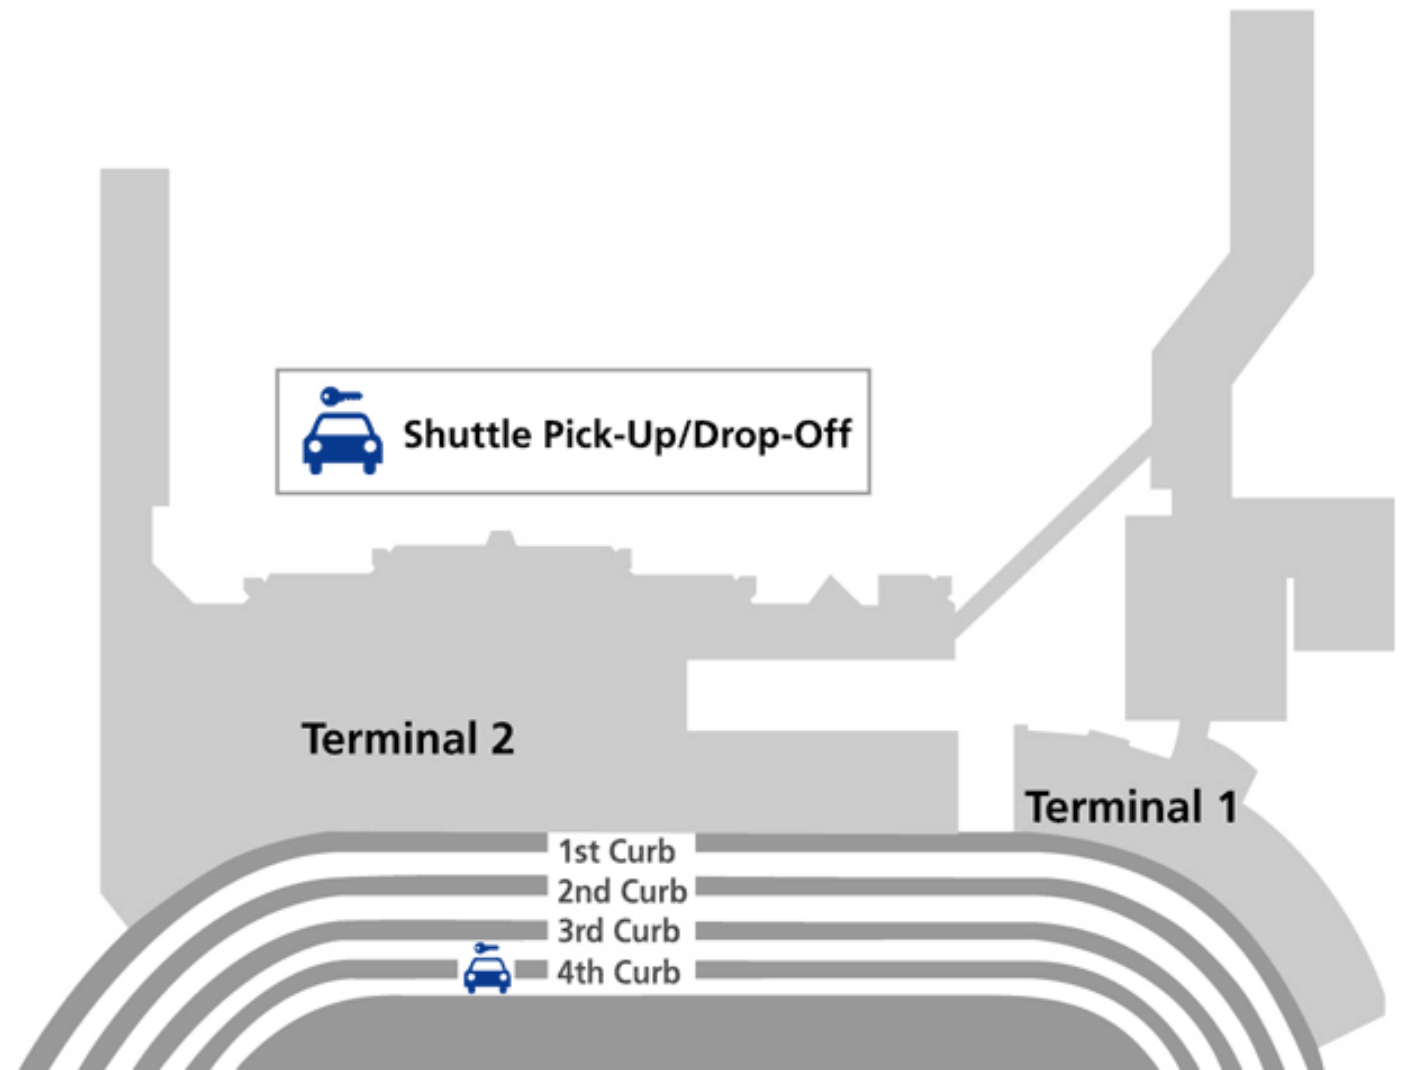 Shuttle Pick-Up/Drop-Off
Terminal 2
Terminal 1
1st Curb
2nd Curb
3rd Curb
4th Curb